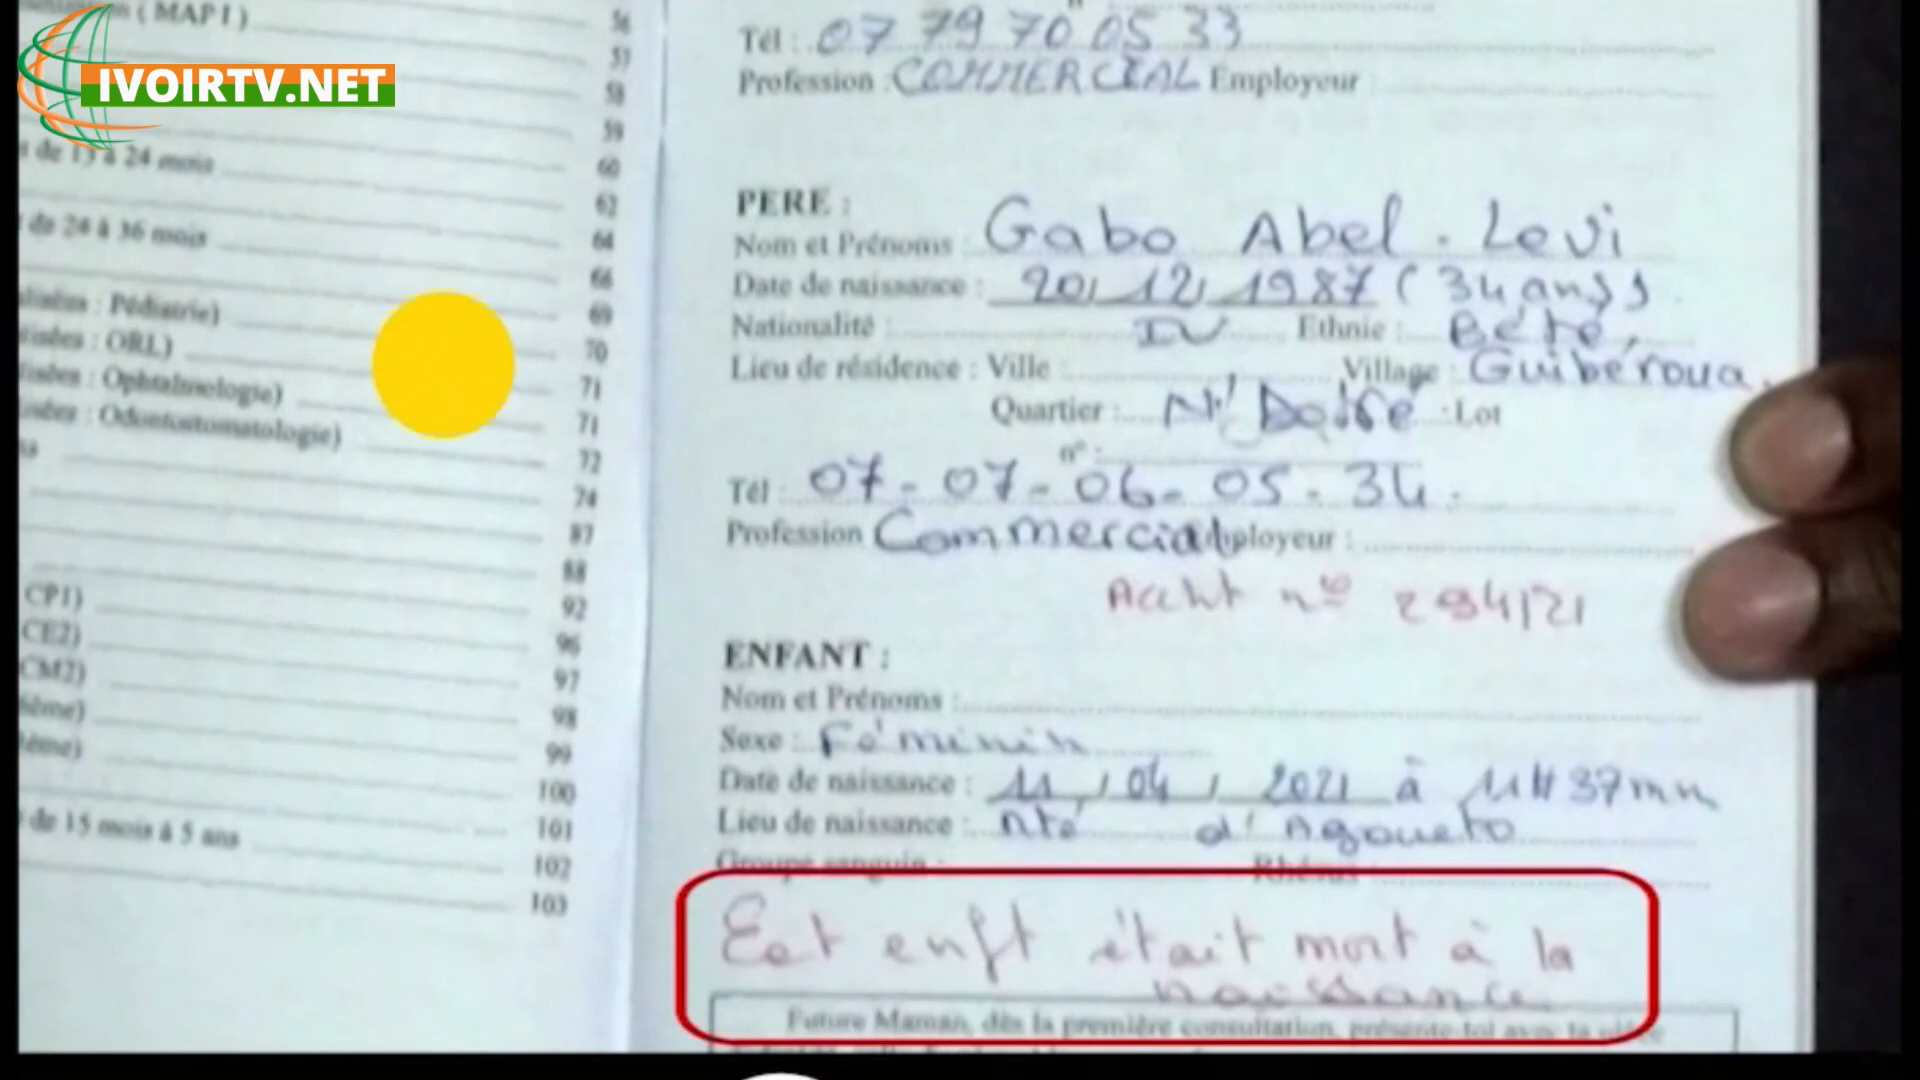 IVOIRTV.NET
( MAP I ) 56
57
58
59
de 13 à 24 mois 60
62
de 24 à 36 mois 64
66
: Pédiatrie) 69
: ORL) 70
: Ophtalmologie) 71
: Odontostomatologie) 71
72
74
87
88
CP1) 92
CE2) 96
CM2) 97
98
99
100
101
de 15 mois à 5 ans 102
103
Tél : 07 79 70 05 33
Profession : COMMERCIAL Employeur
PERE :
Nom et Prénoms : Gabo Abel . Levi
Date de naissance : 20/12/1987 ( 34 ans)
Nationalité : IV Ethnie : Bété,
Lieu de résidence : Ville : Village : Guibéroua.
Quartier : Lot
n° :
Tél : 07-07-06-05.34.
Profession Commercial Employeur :
Accht n° 294/21
ENFANT :
Nom et Prénoms :
Sexe : Féminin
Date de naissance : 11/04/2021 à 11H37mn
Lieu de naissance : Mté d'Agoueto
Groupe sanguin : Rhésus :
Cet enft était mort à la
naissance
Future Maman, dès la première consultation, présente-toi avec la